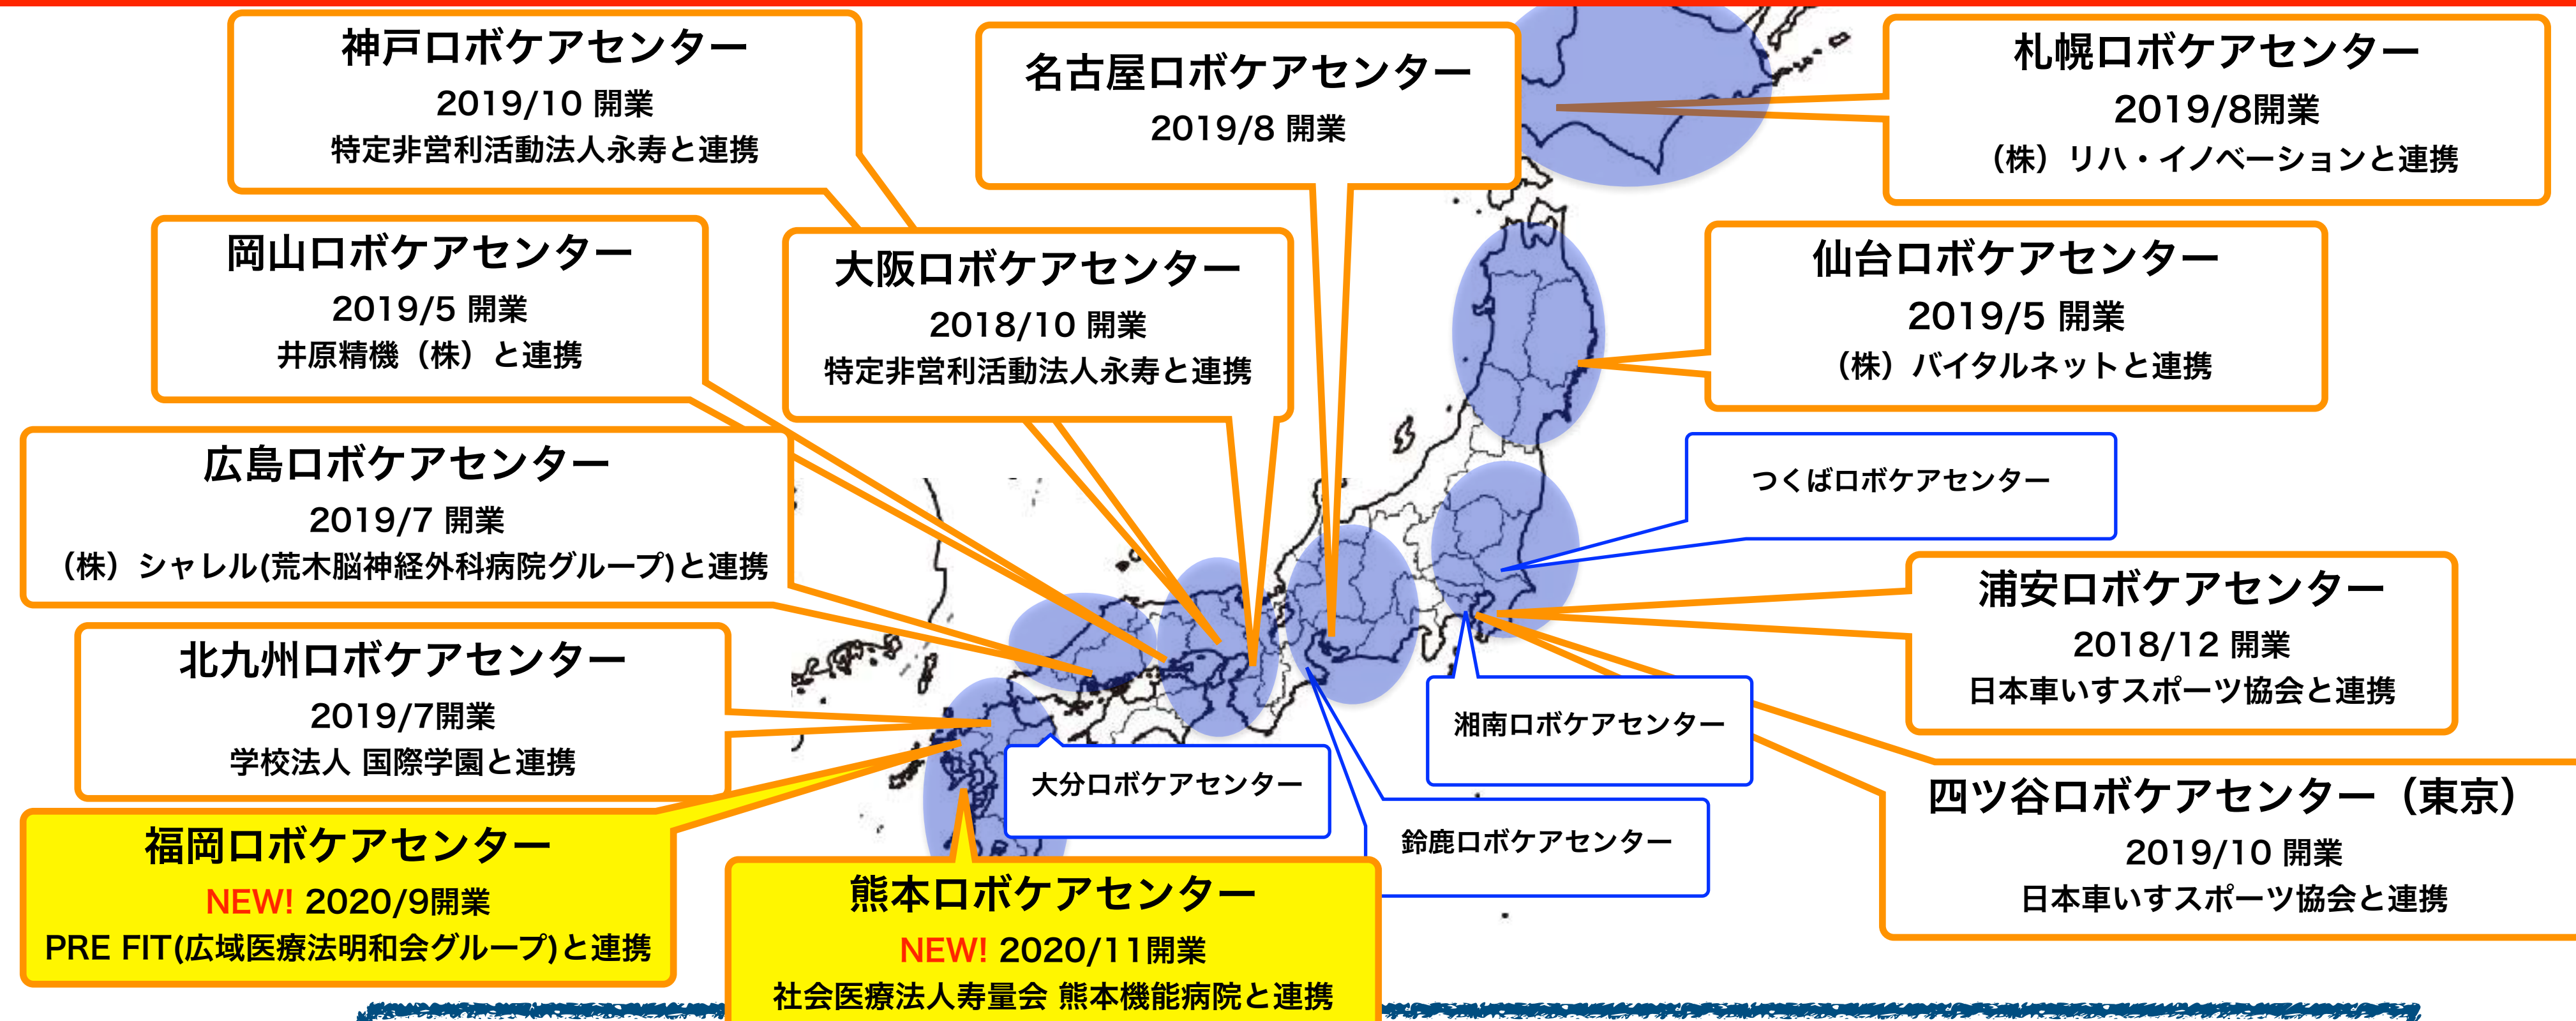 神戸ロボケアセンター
2019/10 開業
特定非営利活動法人永寿と連携
名古屋ロボケアセンター
2019/8 開業
札幌ロボケアセンター
2019/8開業
（株）リハ・イノベーションと連携
岡山ロボケアセンター
2019/5 開業
井原精機（株）と連携
大阪ロボケアセンター
2018/10 開業
特定非営利活動法人永寿と連携
仙台ロボケアセンター
2019/5 開業
（株）バイタルネットと連携
広島ロボケアセンター
2019/7 開業
（株）シャレル(荒木脳神経外科病院グループ)と連携
つくばロボケアセンター
浦安ロボケアセンター
2018/12 開業
日本車いすスポーツ協会と連携
北九州ロボケアセンター
2019/7開業
学校法人 国際学園と連携
湘南ロボケアセンター
大分ロボケアセンター
鈴鹿ロボケアセンター
四ツ谷ロボケアセンター（東京）
2019/10 開業
日本車いすスポーツ協会と連携
福岡ロボケアセンター
NEW! 2020/9開業
PRE FIT(広域医療法明和会グループ)と連携
熊本ロボケアセンター
NEW! 2020/11開業
社会医療法人寿量会 熊本機能病院と連携